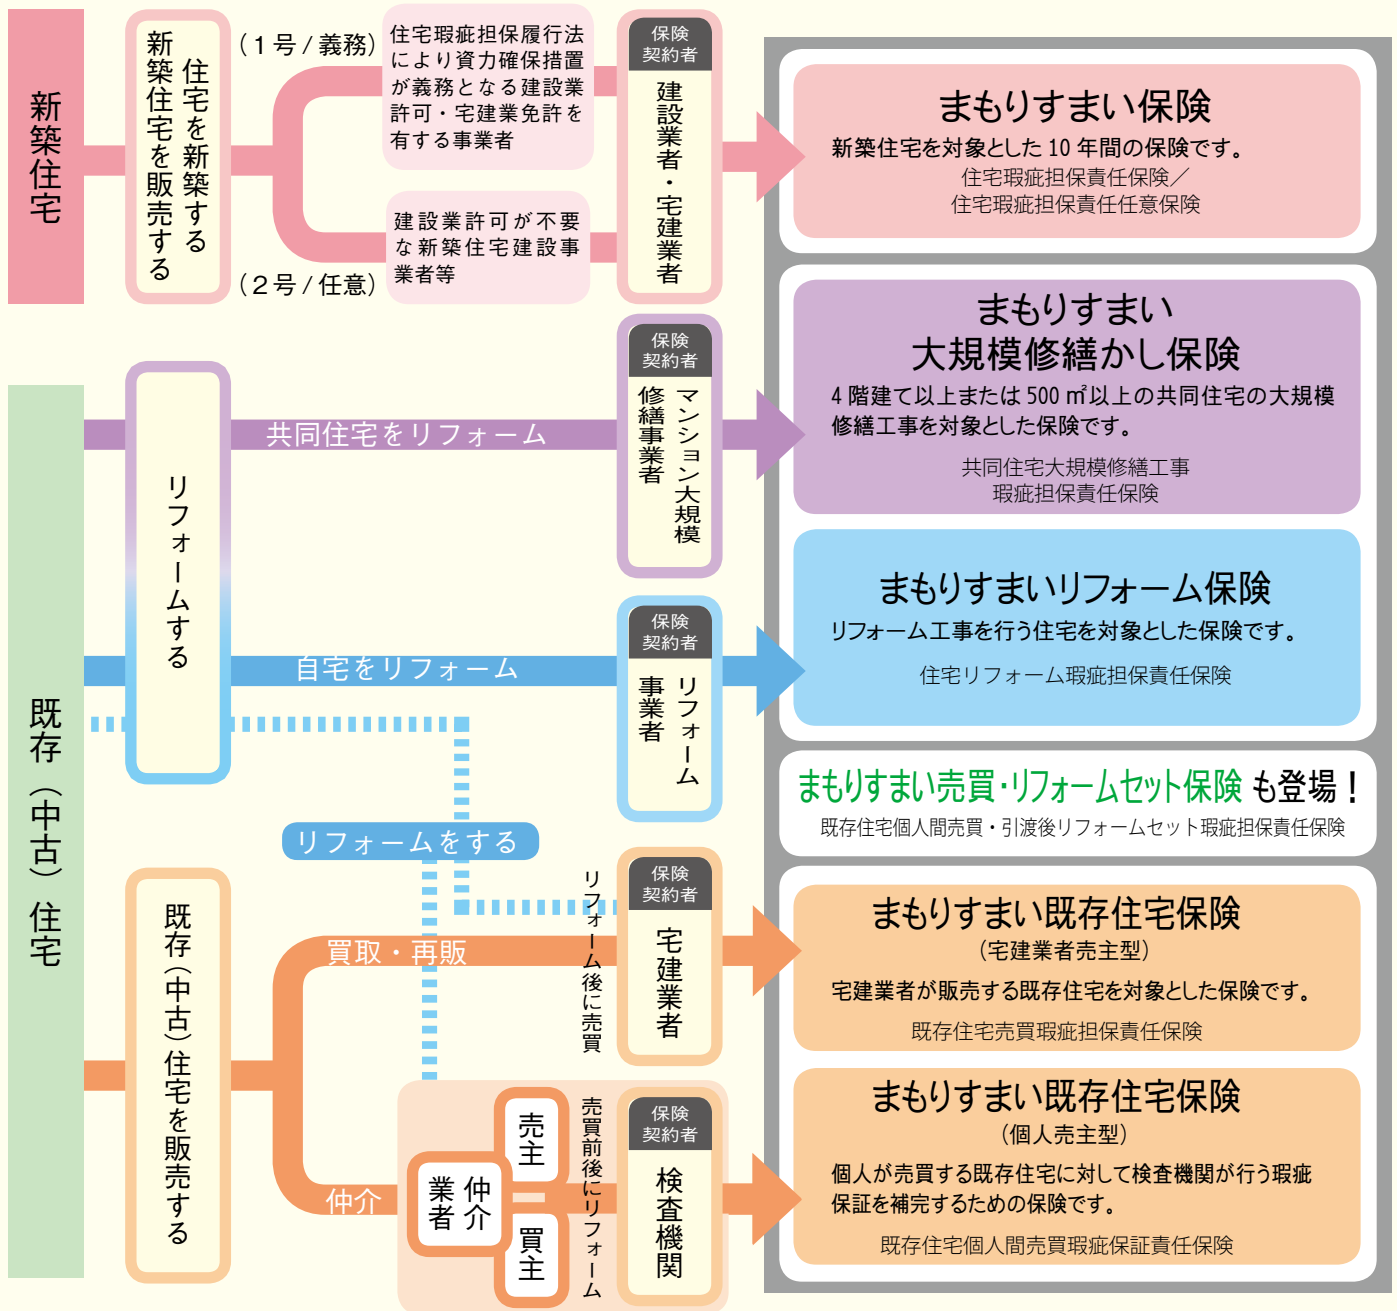 新築住宅
住宅を新築する
新築住宅を販売する
(1号/義務)
住宅瑕疵担保履行法
により資力確保措置
が義務となる建設業
許可・宅建業免許を
有する事業者
(2号/任意)
建設業許可が不要
な新築住宅建設事
業者等
保険
契約者
建設業者・宅建業者
まもりすまい保険
新築住宅を対象とした10年間の保険です。
住宅瑕疵担保責任保険／
住宅瑕疵担保責任任意保険
既存（中古）住宅
リフォームする
共同住宅をリフォーム
保険
契約者
マンション大規模
修繕事業者
まもりすまい
大規模修繕かし保険
4階建て以上または500㎡以上の共同住宅の大規模
修繕工事を対象とした保険です。
共同住宅大規模修繕工事
瑕疵担保責任保険
自宅をリフォーム
保険
契約者
リフォーム
事業者
まもりすまいリフォーム保険
リフォーム工事を行う住宅を対象とした保険です。
住宅リフォーム瑕疵担保責任保険
まもりすまい売買・リフォームセット保険も登場！
既存住宅個人間売買・引渡後リフォームセット瑕疵担保責任保険
リフォームをする
既存（中古）住宅を販売する
買取・再販
リフォーム後に売買
保険
契約者
宅建業者
まもりすまい既存住宅保険
（宅建業者売主型）
宅建業者が販売する既存住宅を対象とした保険です。
既存住宅売買瑕疵担保責任保険
仲介
仲介
業者
売主
買主
売買前後にリフォーム
保険
契約者
検査機関
まもりすまい既存住宅保険
（個人売主型）
個人が売買する既存住宅に対して検査機関が行う瑕疵
保証を補完するための保険です。
既存住宅個人間売買瑕疵保証責任保険